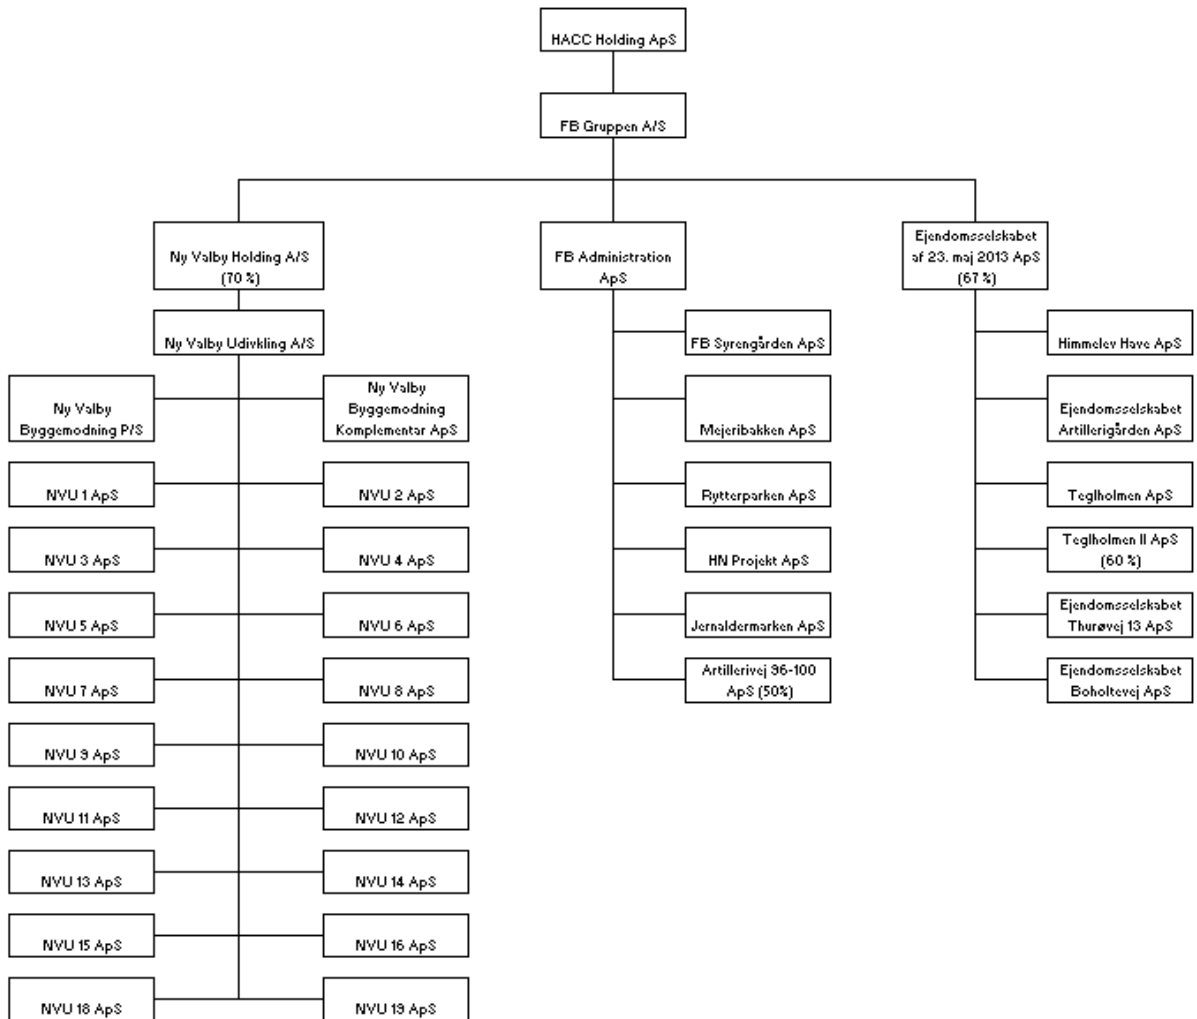 HACC Holding ApS
FB Gruppen A/S
Ny Valby Holding A/S
(70 %)
FB Administration
ApS
Ejendomsselskabet
af 23. maj 2013 ApS
(67 %)
Ny Valby Udivkling A/S
FB Syrengården ApS
Himmelev Have ApS
Ny Valby
Byggemodning P/S
Ny Valby
Byggemodning
Komplementar ApS
Mejeribakken ApS
Ejendomsselskabet
Artillerigården ApS
NVU 1 ApS
NVU 2 ApS
Rytterparken ApS
Teglholmen ApS
NVU 3 ApS
NVU 4 ApS
HN Projekt ApS
Teglholmen II ApS
(60 %)
NVU 5 ApS
NVU 6 ApS
Jernaldermarken ApS
Ejendomsselskabet
Thurøvej 13 ApS
NVU 7 ApS
NVU 8 ApS
Artillerivej 96-100
ApS (50%)
Ejendomsselskabet
Boholtevej ApS
NVU 9 ApS
NVU 10 ApS
NVU 11 ApS
NVU 12 ApS
NVU 13 ApS
NVU 14 ApS
NVU 15 ApS
NVU 16 ApS
NVU 18 ApS
NVU 19 ApS